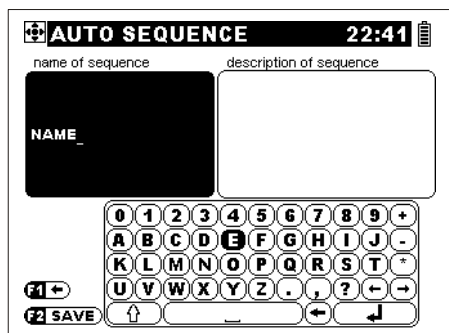 AUTO SEQUENCE 22:41
name of sequence description of sequence
NAME_
0 1 2 3 4 5 6 7 8 9 +
A B C D E F G H I J -
K L M N O P Q R S T *
F1 ← U V W X Y Z . , ? ← →
F2 SAVE ⇧ ⎵ ← ↵